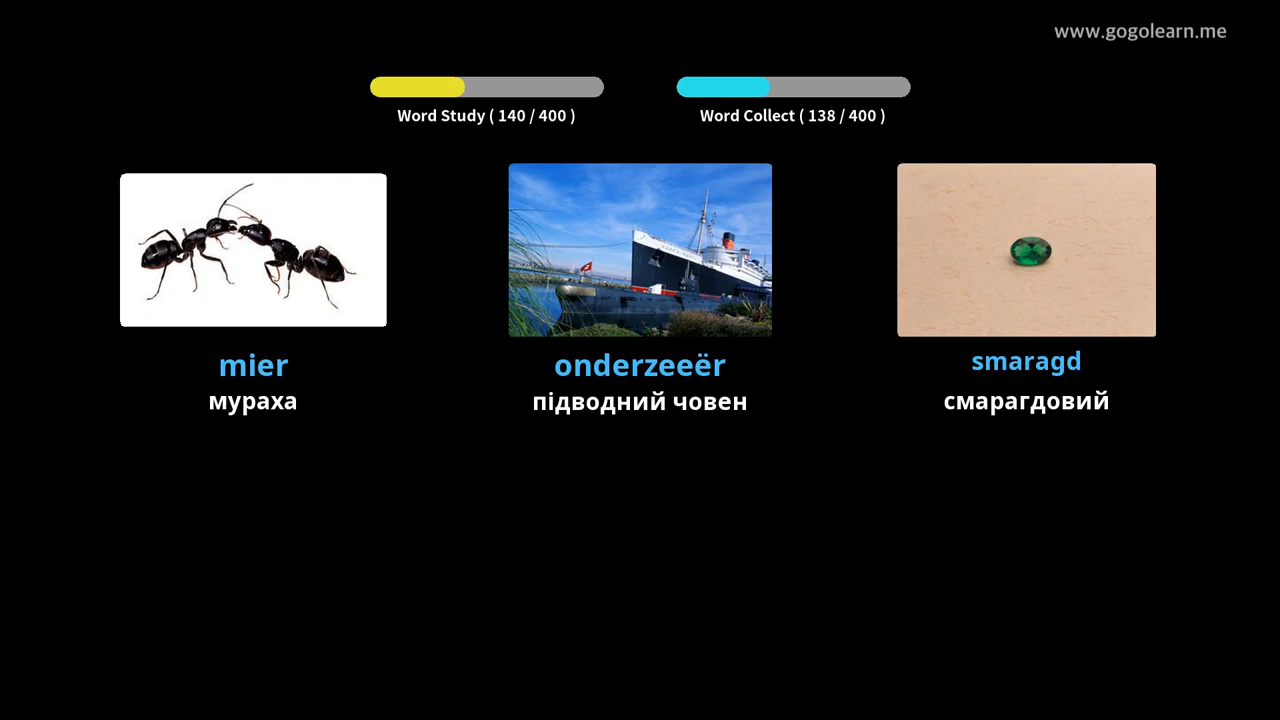 www.gogolearn.me
Word Study ( 140 / 400 )
Word Collect ( 138 / 400 )
mier
onderzeeër
smaragd
мураха
підводний човен
смарагдовий